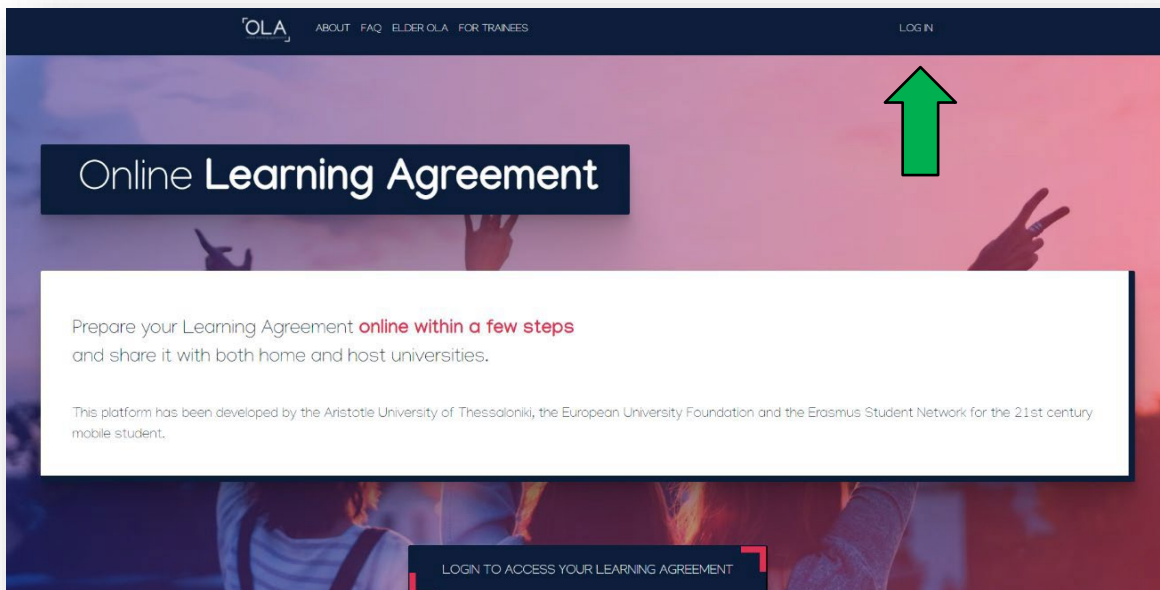 OLA
ABOUT FAQ ELDER OLA FOR TRAINEES
LOG IN
Online Learning Agreement
Prepare your Learning Agreement online within a few steps
and share it with both home and host universities.
This platform has been developed by the Aristotle University of Thessaloniki, the European University Foundation and the Erasmus Student Network for the 21st century
mobile student.
LOGIN TO ACCESS YOUR LEARNING AGREEMENT